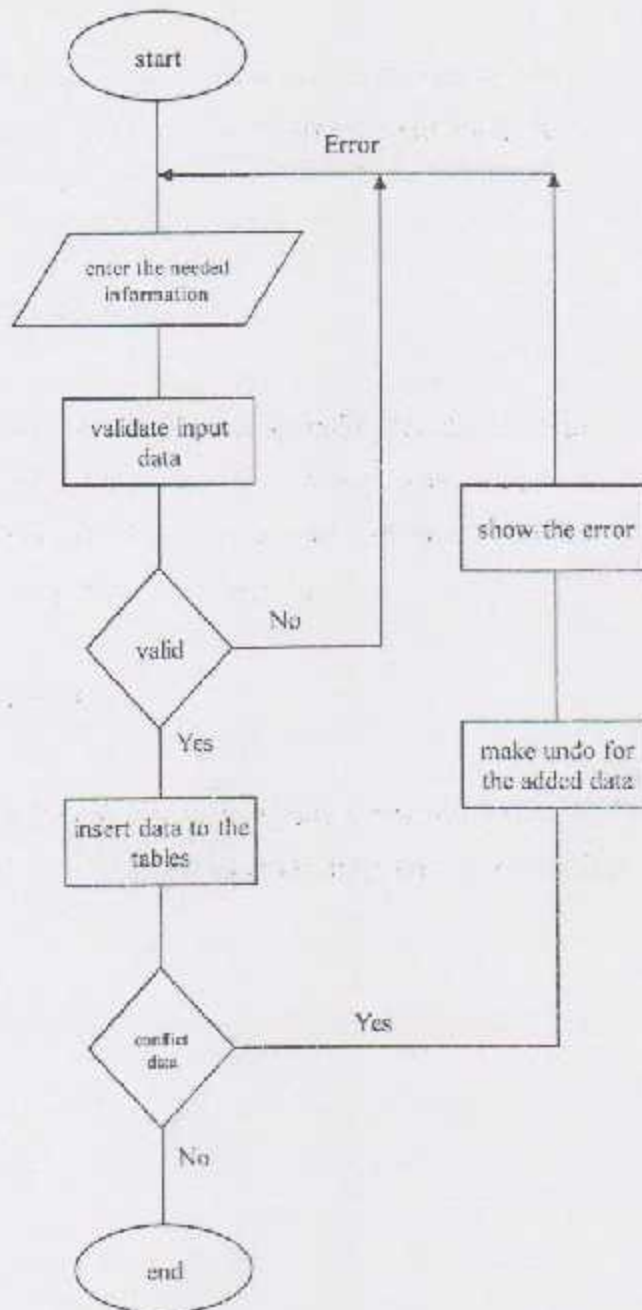 start
Error
enter the needed
information
validate input
data
valid
No
Yes
insert data to the
tables
conflict
data
Yes
make undo for
the added data
show the error
No
end